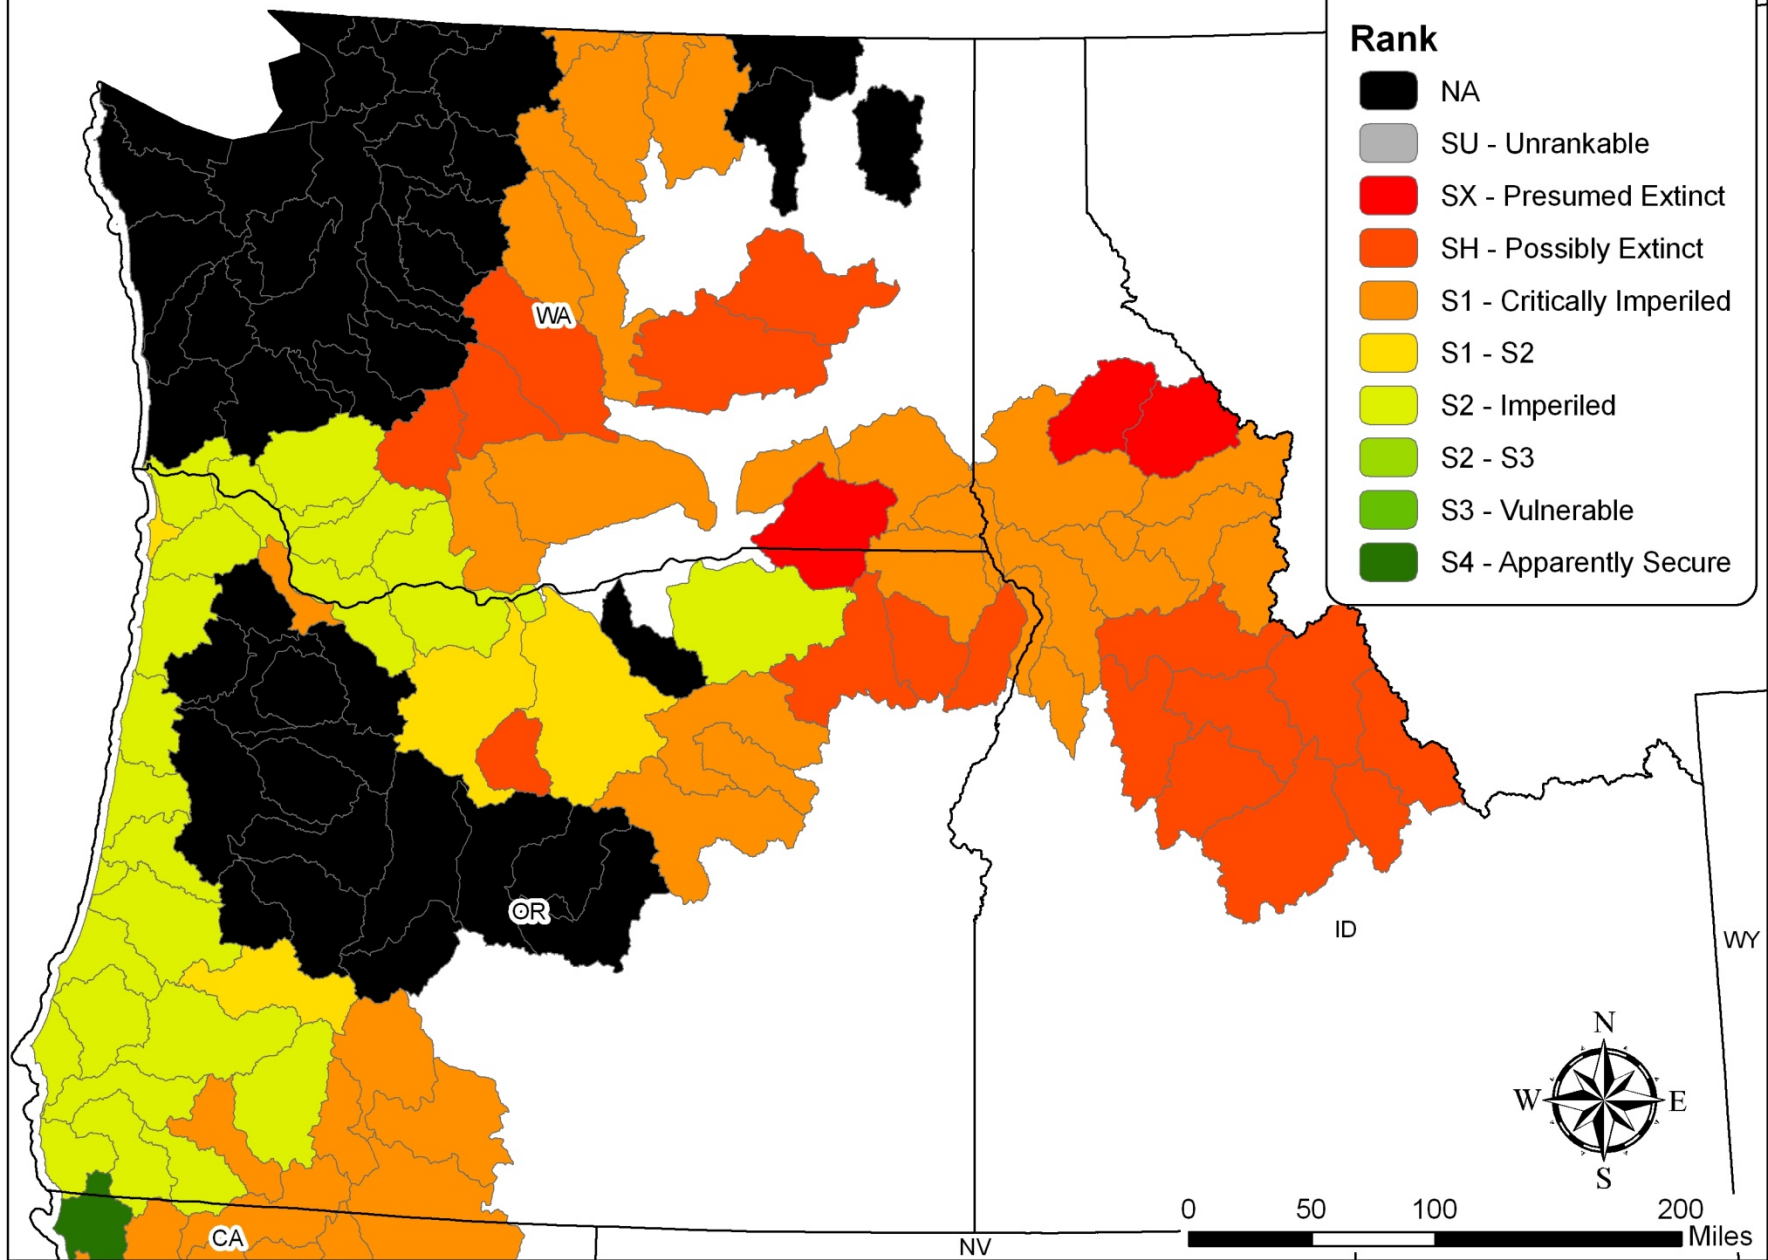 Rank
NA
SU - Unrankable
SX - Presumed Extinct
SH - Possibly Extinct
S1 - Critically Imperiled
S1 - S2
S2 - Imperiled
S2 - S3
S3 - Vulnerable
S4 - Apparently Secure
WA
OR
ID
WY
CA
NV
N
W E
S
0 50 100 200
Miles